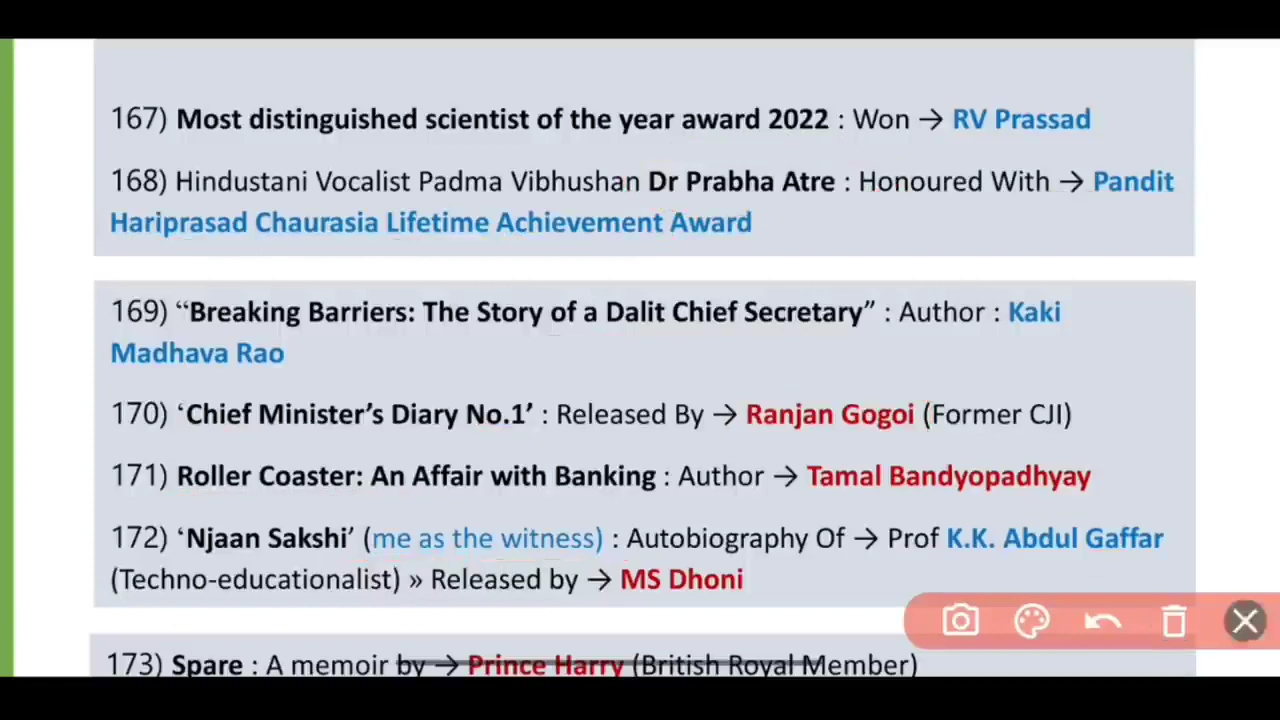 167) Most distinguished scientist of the year award 2022 : Won → RV Prassad
168) Hindustani Vocalist Padma Vibhushan Dr Prabha Atre : Honoured With → Pandit
Hariprasad Chaurasia Lifetime Achievement Award
169) “Breaking Barriers: The Story of a Dalit Chief Secretary” : Author : Kaki
Madhava Rao
170) ‘Chief Minister’s Diary No.1’ : Released By → Ranjan Gogoi (Former CJI)
171) Roller Coaster: An Affair with Banking : Author → Tamal Bandyopadhyay
172) ‘Njaan Sakshi’ (me as the witness) : Autobiography Of → Prof K.K. Abdul Gaffar
(Techno-educationalist) » Released by → MS Dhoni
173) Spare : A memoir by → Prince Harry (British Royal Member)